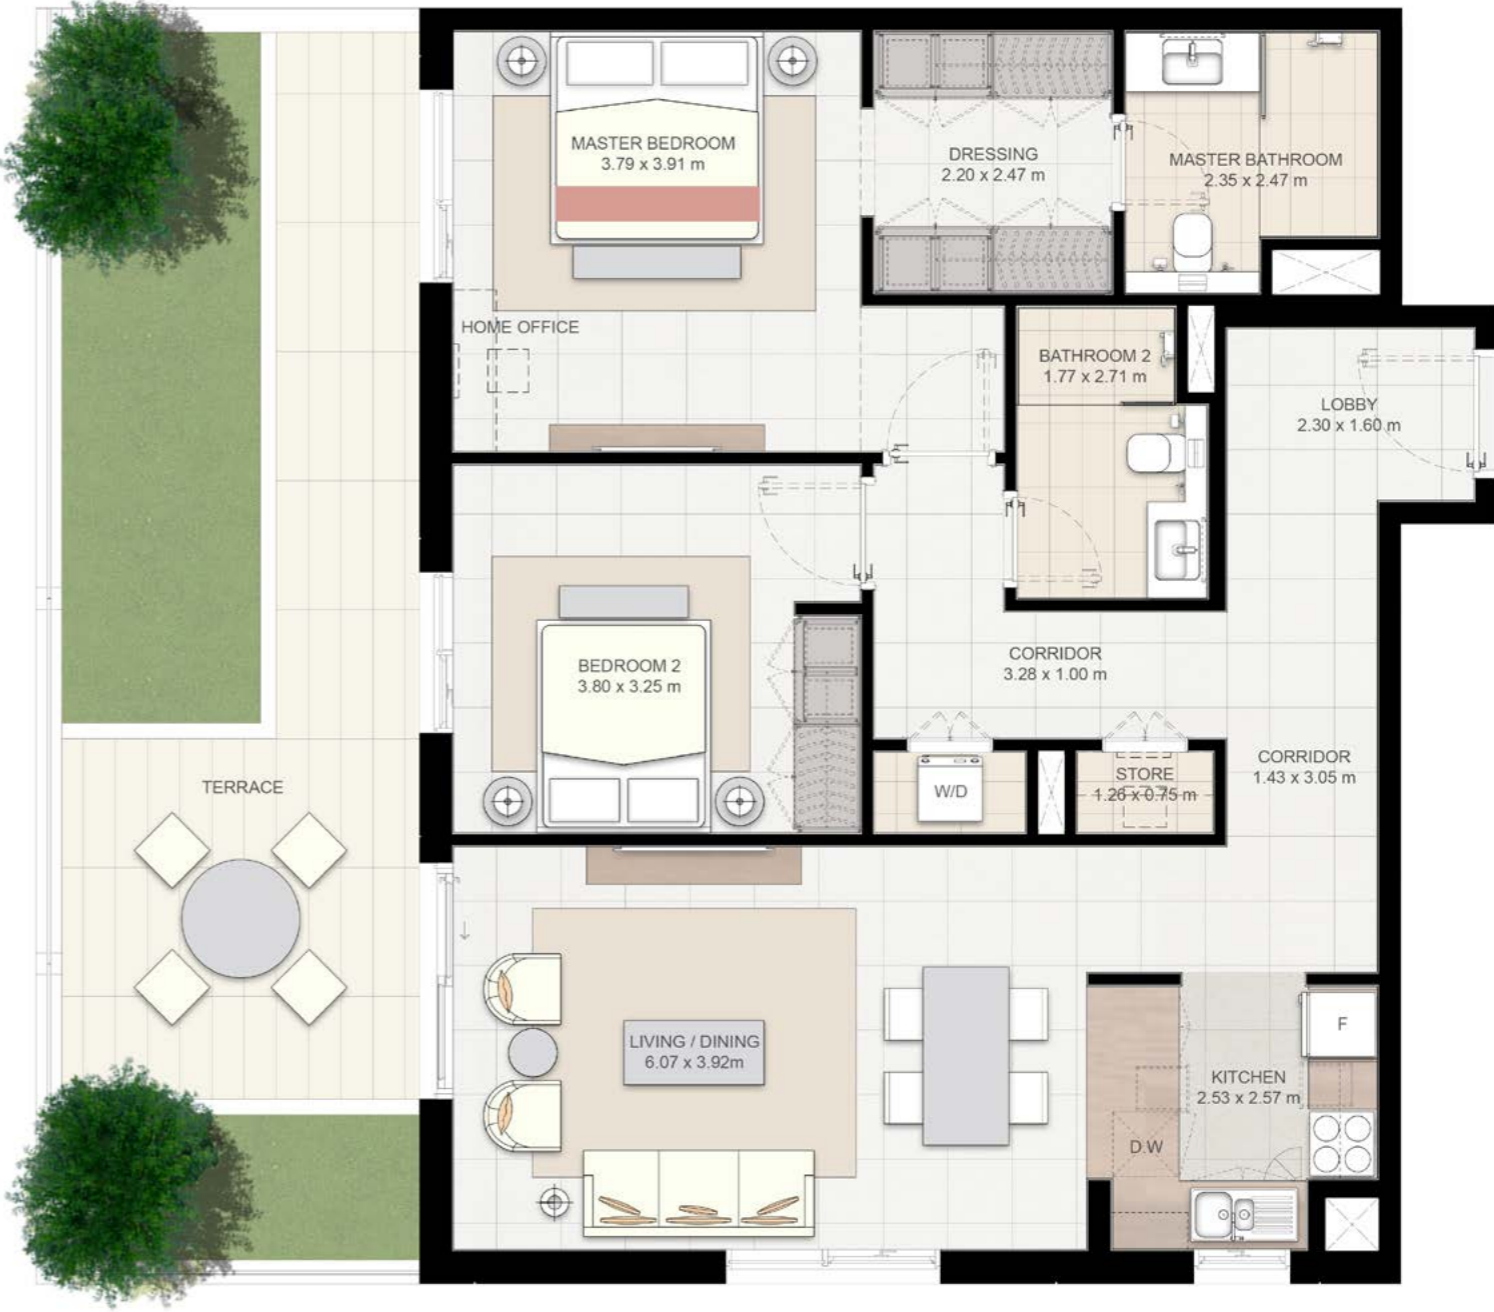 MASTER BEDROOM
3.79 x 3.91 m
DRESSING
2.20 x 2.47 m
MASTER BATHROOM
2.35 x 2.47 m
HOME OFFICE
BATHROOM 2
1.77 x 2.71 m
LOBBY
2.30 x 1.60 m
BEDROOM 2
3.80 x 3.25 m
CORRIDOR
3.28 x 1.00 m
CORRIDOR
1.43 x 3.05 m
TERRACE
W/D
STORE
1.26 x 0.75 m
LIVING / DINING
6.07 x 3.92m
F
KITCHEN
2.53 x 2.57 m
D.W